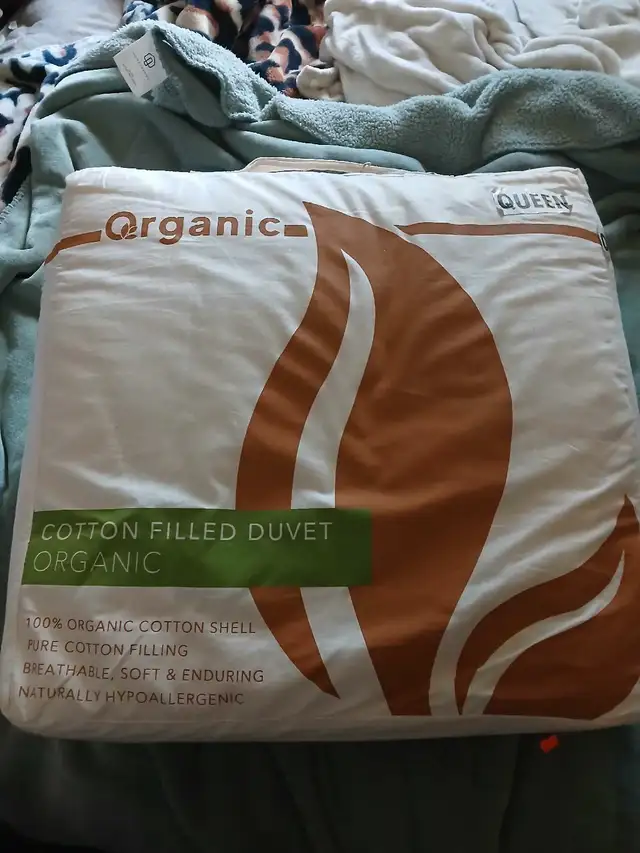 Organic
QUEEN
COTTON FILLED DUVET
ORGANIC
100% ORGANIC COTTON SHELL
PURE COTTON FILLING
BREATHABLE, SOFT & ENDURING
NATURALLY HYPOALLERGENIC